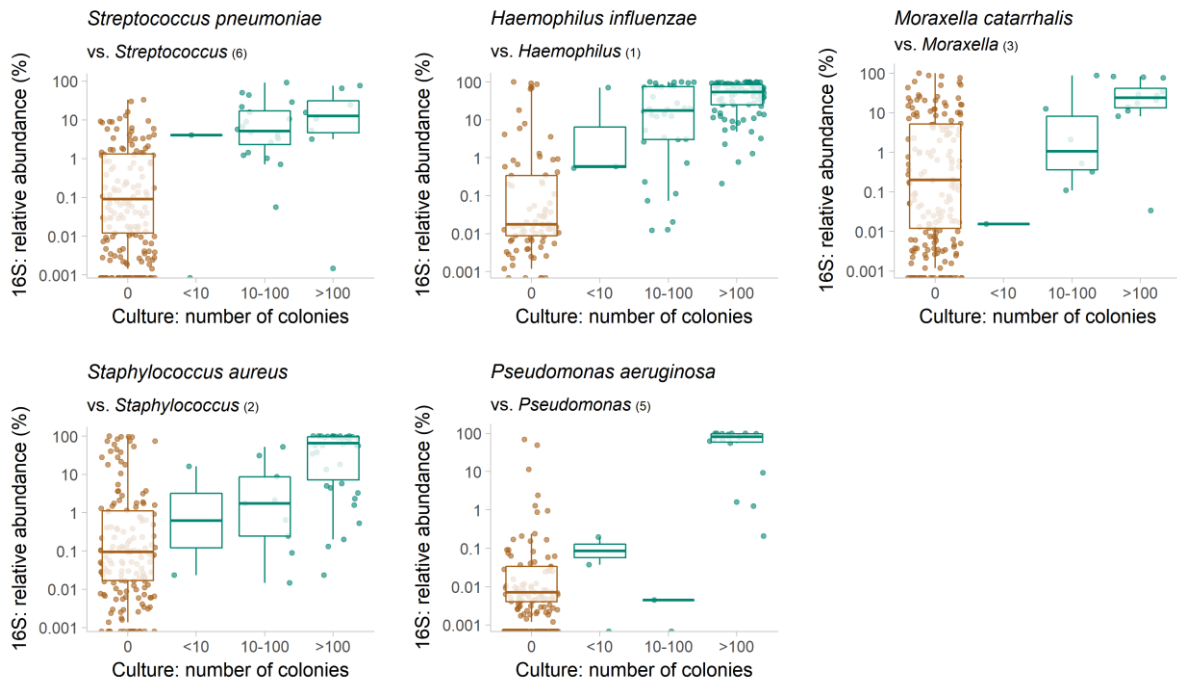 Streptococcus pneumoniae
vs. Streptococcus (6)
16S: relative abundance (%)
100
10
1
0.1
0.01
0.001
0 <10 10-100 >100
Culture: number of colonies
Haemophilus influenzae
vs. Haemophilus (1)
16S: relative abundance (%)
100
10
1
0.1
0.01
0.001
0 <10 10-100 >100
Culture: number of colonies
Moraxella catarrhalis
vs. Moraxella (3)
16S: relative abundance (%)
100
10
1
0.1
0.01
0.001
0 <10 10-100 >100
Culture: number of colonies
Staphylococcus aureus
vs. Staphylococcus (2)
16S: relative abundance (%)
100
10
1
0.1
0.01
0.001
0 <10 10-100 >100
Culture: number of colonies
Pseudomonas aeruginosa
vs. Pseudomonas (5)
16S: relative abundance (%)
100
10
1
0.1
0.01
0.001
0 <10 10-100 >100
Culture: number of colonies